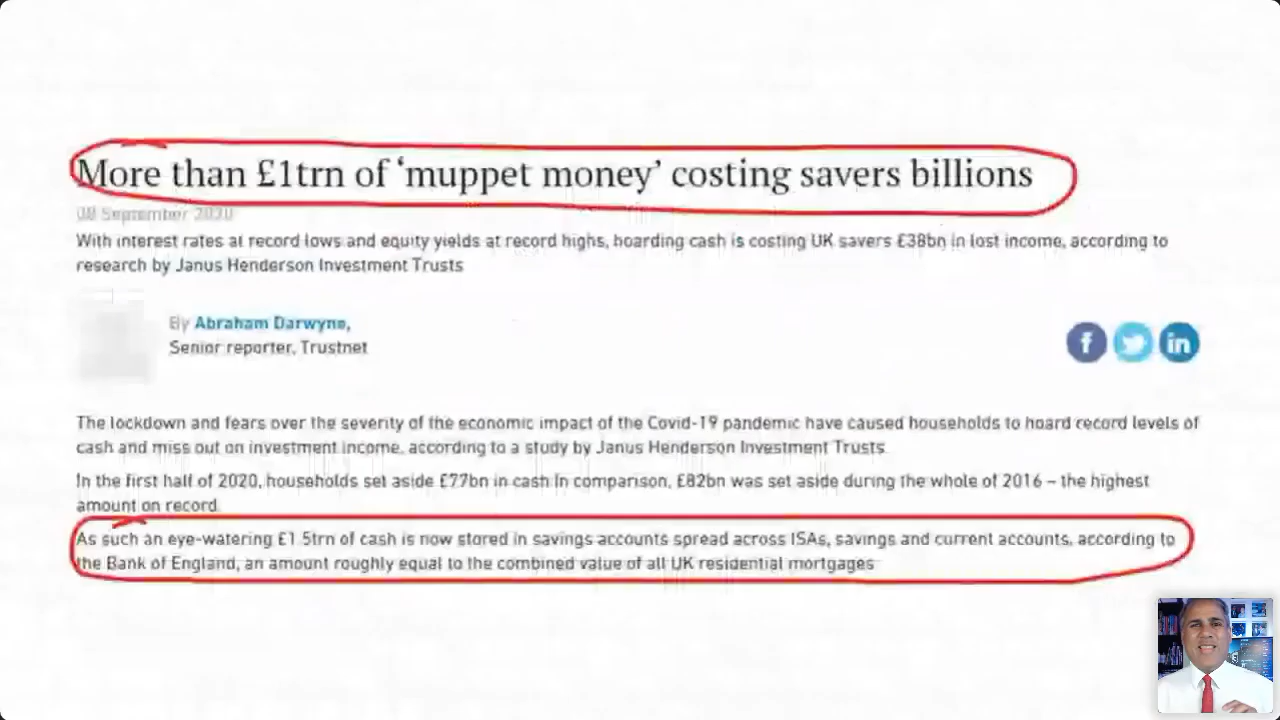 More than £1trn of ‘muppet money’ costing savers billions
08 September 2020
With interest rates at record lows and equity yields at record highs, hoarding cash is costing UK savers £38bn in lost income, according to
research by Janus Henderson Investment Trusts
By Abraham Darwyne,
Senior reporter, Trustnet
f in
The lockdown and fears over the severity of the economic impact of the Covid-19 pandemic have caused households to hoard record levels of
cash and miss out on investment income, according to a study by Janus Henderson Investment Trusts
In the first half of 2020, households set aside £77bn in cash In comparison, £82bn was set aside during the whole of 2016 – the highest
amount on record.
As such an eye-watering £1 5trn of cash is now stored in savings accounts spread across ISAs, savings and current accounts, according to
the Bank of England, an amount roughly equal to the combined value of all UK residential mortgages